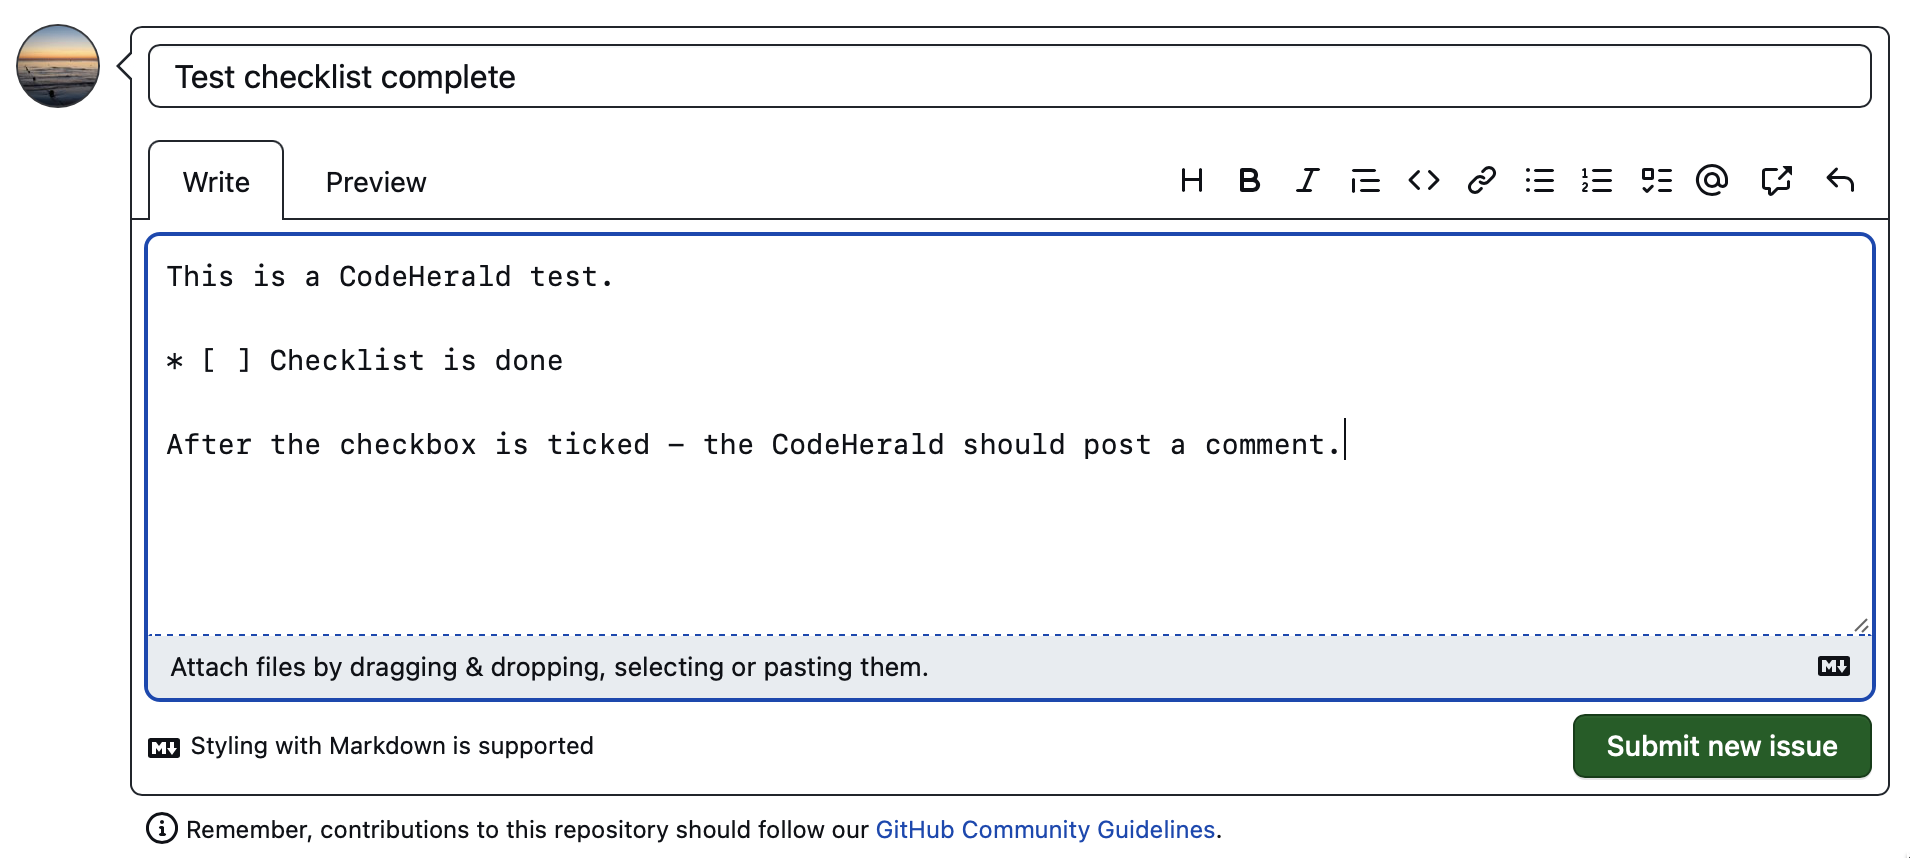 Test checklist complete
Write Preview
This is a CodeHerald test.
* [ ] Checklist is done
After the checkbox is ticked – the CodeHerald should post a comment.
Attach files by dragging & dropping, selecting or pasting them.
Styling with Markdown is supported
Submit new issue
Remember, contributions to this repository should follow our GitHub Community Guidelines.